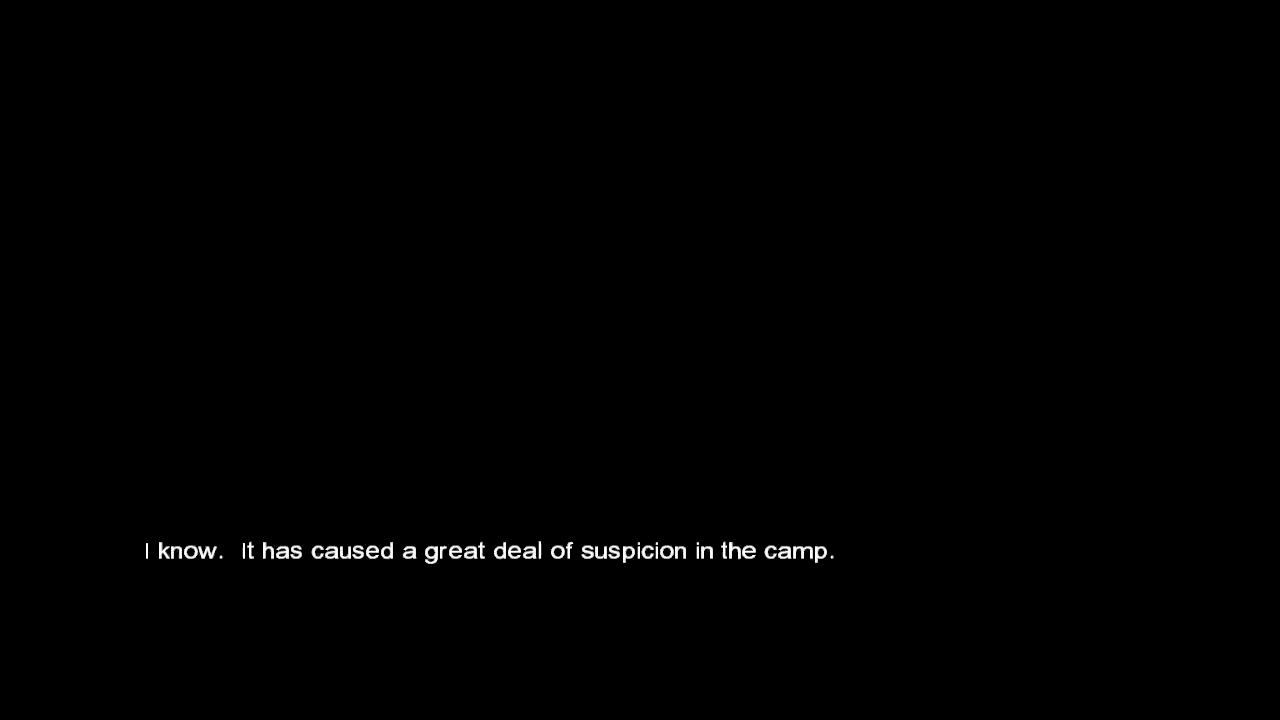 I know.  It has caused a great deal of suspicion in the camp.